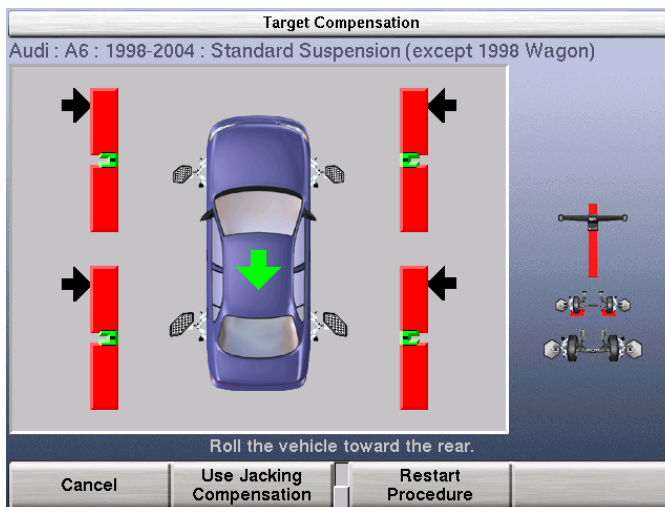 Target Compensation
Audi : A6 : 1998-2004 : Standard Suspension (except 1998 Wagon)
Roll the vehicle toward the rear.
Cancel
Use Jacking
Compensation
Restart
Procedure